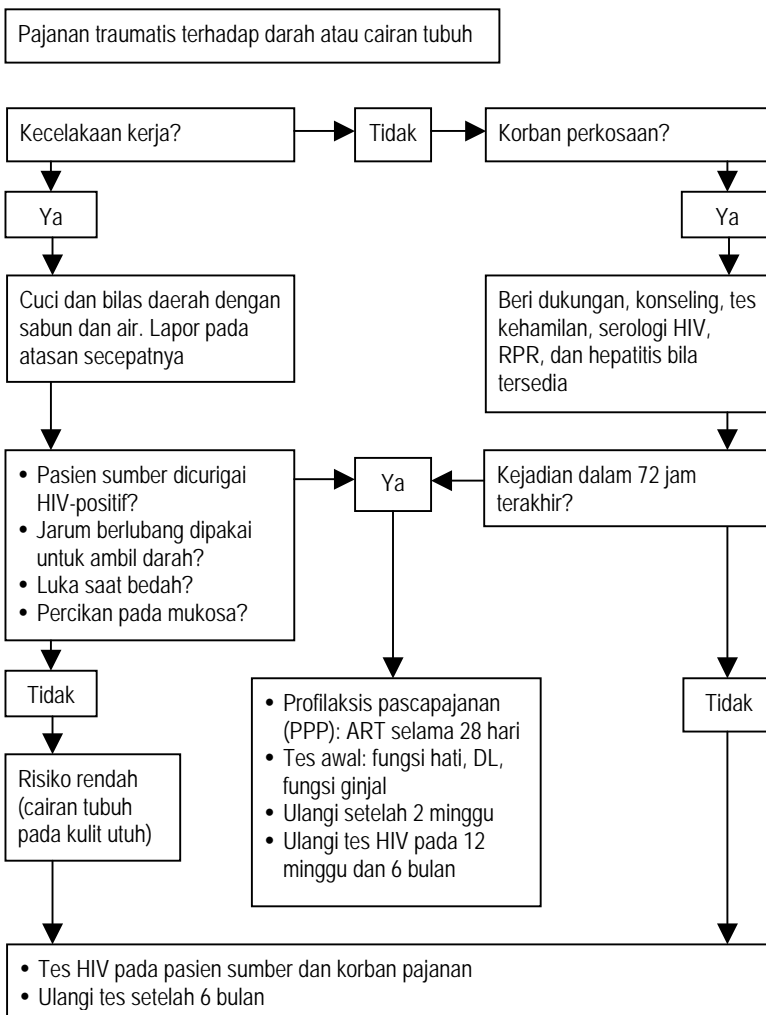 Pajanan traumatis terhadap darah atau cairan tubuh
Kecelakaan kerja?
Tidak
Korban perkosaan?
Ya
Ya
Cuci dan bilas daerah dengan
sabun dan air. Lapor pada
atasan secepatnya
Beri dukungan, konseling, tes
kehamilan, serologi HIV,
RPR, dan hepatitis bila
tersedia
• Pasien sumber dicurigai
HIV-positif?
• Jarum berlubang dipakai
untuk ambil darah?
• Luka saat bedah?
• Percikan pada mukosa?
Ya
Kejadian dalam 72 jam
terakhir?
Tidak
• Profilaksis pascapajanan
(PPP): ART selama 28 hari
• Tes awal: fungsi hati, DL,
fungsi ginjal
• Ulangi setelah 2 minggu
• Ulangi tes HIV pada 12
minggu dan 6 bulan
Tidak
Risiko rendah
(cairan tubuh
pada kulit utuh)
• Tes HIV pada pasien sumber dan korban pajanan
• Ulangi tes setelah 6 bulan